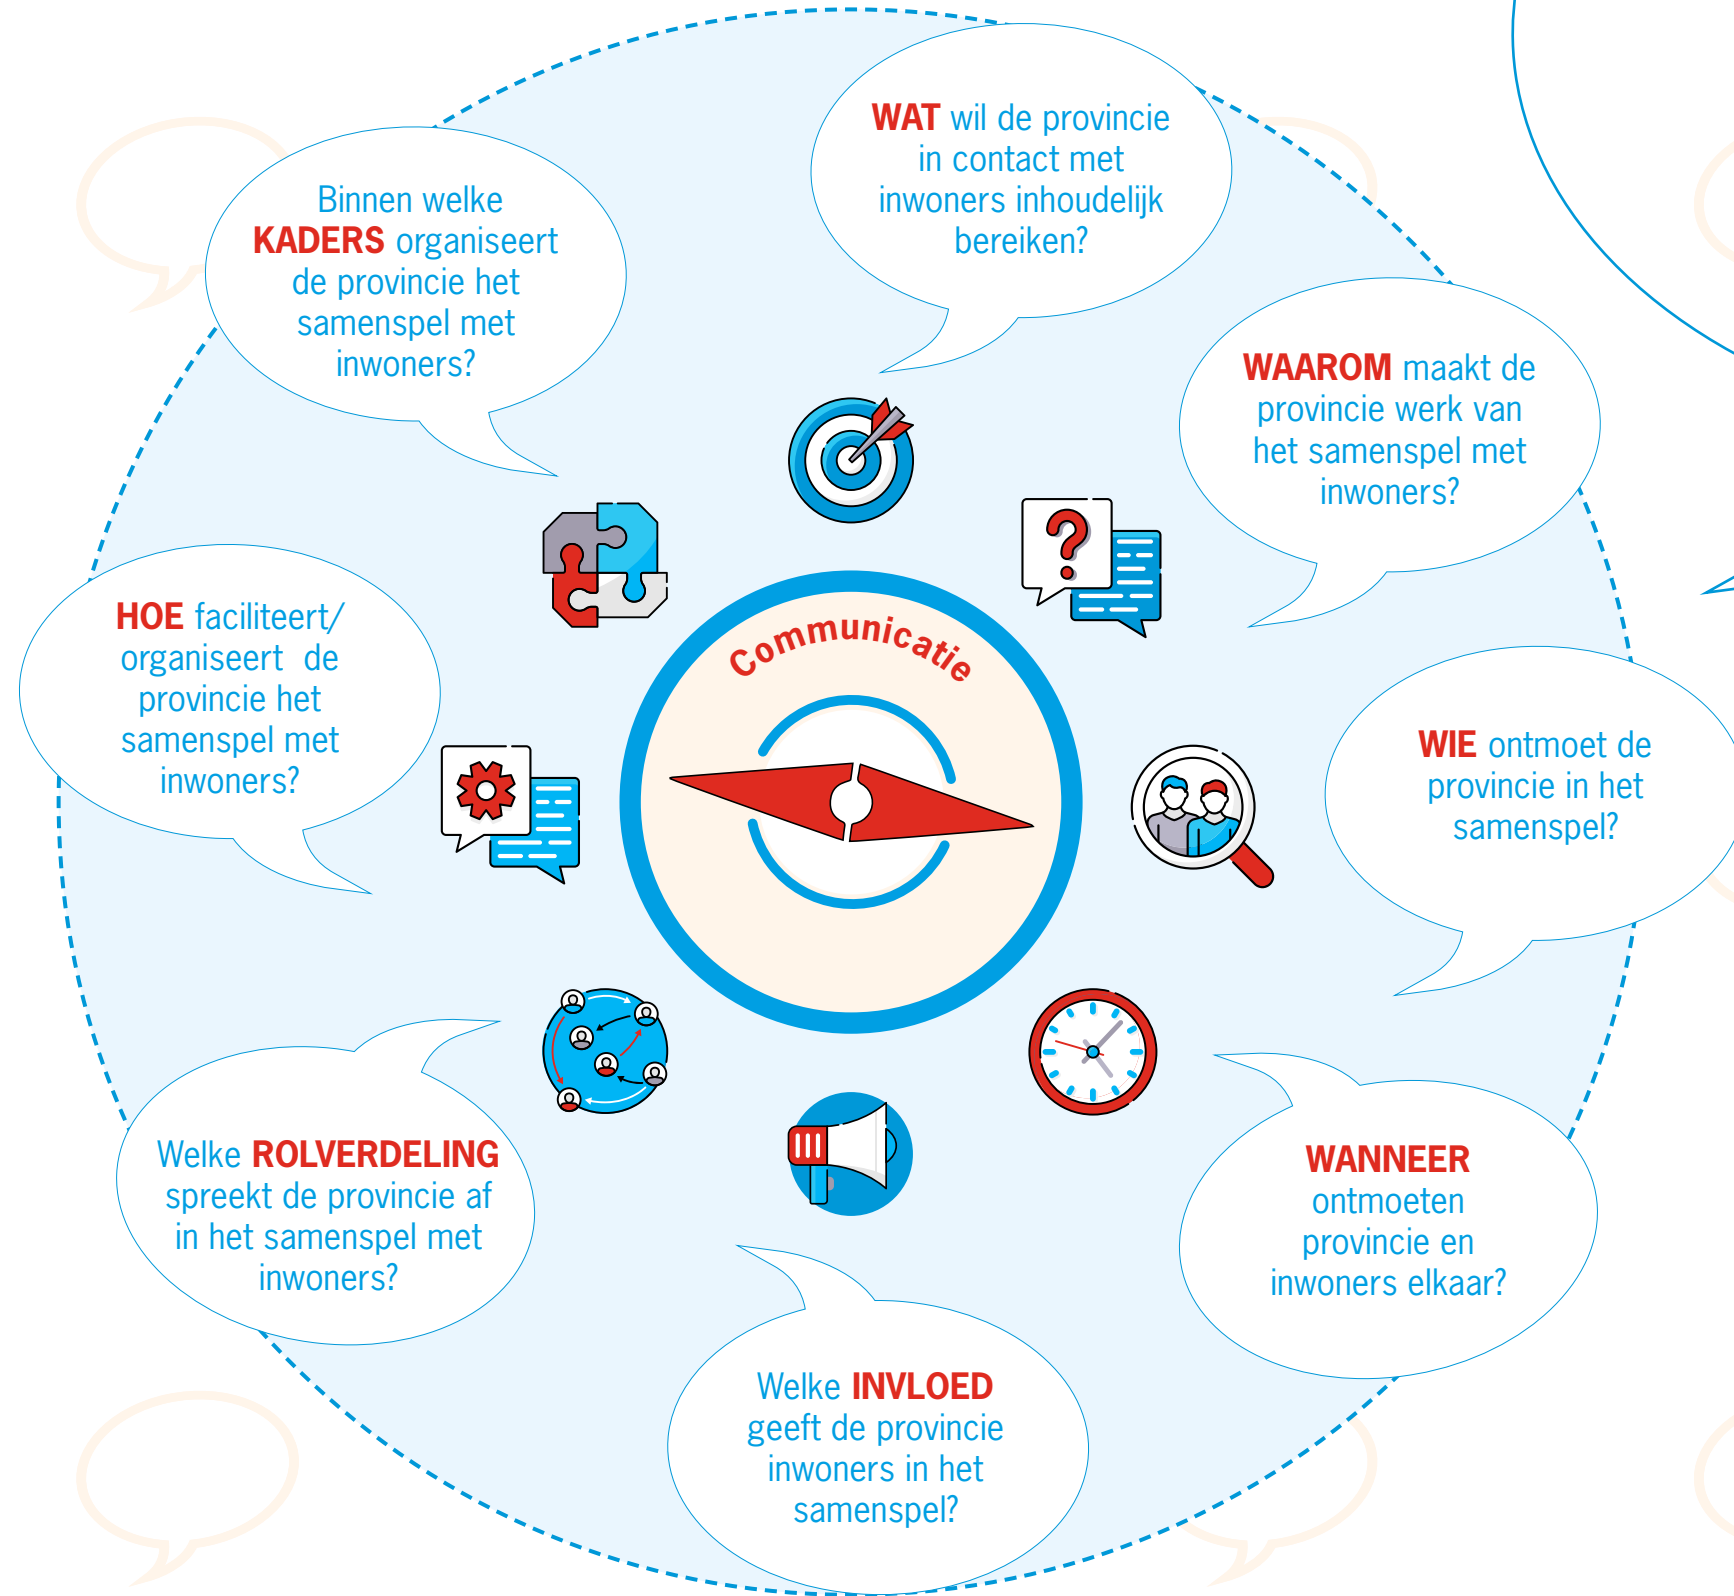 WAT wil de provincie
in contact met
inwoners inhoudelijk
bereiken?
WAAROM maakt de
provincie werk van
het samenspel met
inwoners?
WIE ontmoet de
provincie in het
samenspel?
WANNEER
ontmoeten
provincie en
inwoners elkaar?
Welke INVLOED
geeft de provincie
inwoners in het
samenspel?
Welke ROLVERDELING
spreekt de provincie af
in het samenspel met
inwoners?
HOE faciliteert/
organiseert de
provincie het
samenspel met
inwoners?
Binnen welke
KADERS organiseert
de provincie het
samenspel met
inwoners?
Communicatie